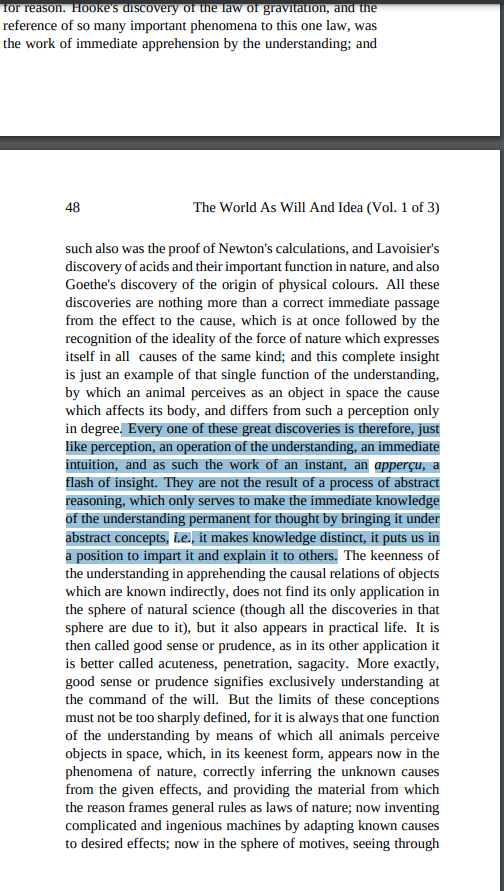 for reason. Hooke's discovery of the law of gravitation, and the
reference of so many important phenomena to this one law, was
the work of immediate apprehension by the understanding; and
48 The World As Will And Idea (Vol. 1 of 3)
such also was the proof of Newton's calculations, and Lavoisier's
discovery of acids and their important function in nature, and also
Goethe's discovery of the origin of physical colours. All these
discoveries are nothing more than a correct immediate passage
from the effect to the cause, which is at once followed by the
recognition of the ideality of the force of nature which expresses
itself in all causes of the same kind; and this complete insight
is just an example of that single function of the understanding,
by which an animal perceives as an object in space the cause
which affects its body, and differs from such a perception only
in degree. Every one of these great discoveries is therefore, just
like perception, an operation of the understanding, an immediate
intuition, and as such the work of an instant, an apperçu, a
flash of insight. They are not the result of a process of abstract
reasoning, which only serves to make the immediate knowledge
of the understanding permanent for thought by bringing it under
abstract concepts, i.e., it makes knowledge distinct, it puts us in
a position to impart it and explain it to others. The keenness of
the understanding in apprehending the causal relations of objects
which are known indirectly, does not find its only application in
the sphere of natural science (though all the discoveries in that
sphere are due to it), but it also appears in practical life. It is
then called good sense or prudence, as in its other application it
is better called acuteness, penetration, sagacity. More exactly,
good sense or prudence signifies exclusively understanding at
the command of the will. But the limits of these conceptions
must not be too sharply defined, for it is always that one function
of the understanding by means of which all animals perceive
objects in space, which, in its keenest form, appears now in the
phenomena of nature, correctly inferring the unknown causes
from the given effects, and providing the material from which
the reason frames general rules as laws of nature; now inventing
complicated and ingenious machines by adapting known causes
to desired effects; now in the sphere of motives, seeing through